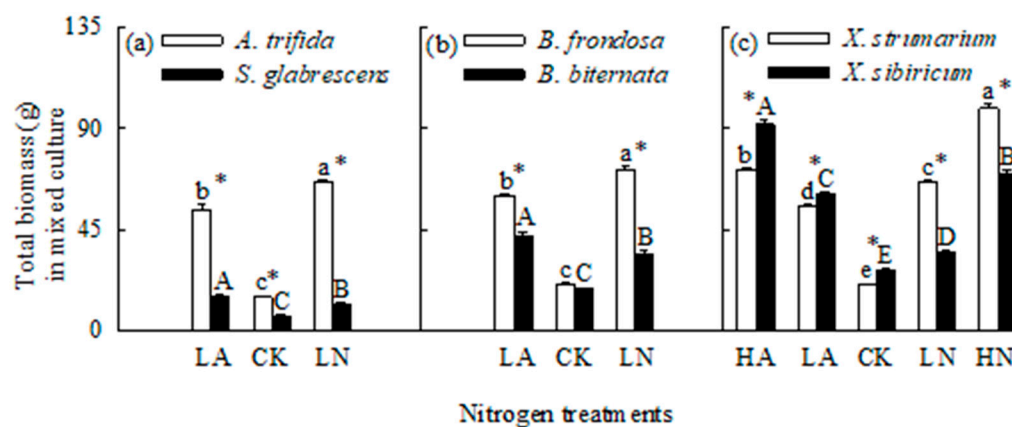 135
90
45
0
Total biomass (g)
in mixed culture
(a) A. trifida
S. glabrescens
b *
A
c *
C
a *
B
LA CK LN
(b) B. frondosa
B. biternata
b *
A
c C
a *
B
LA CK LN
(c) X. strumarium
X. sibiricum
* A
b
*
d C
*
e E
c *
D
a *
B
HA LA CK LN HN
Nitrogen treatments